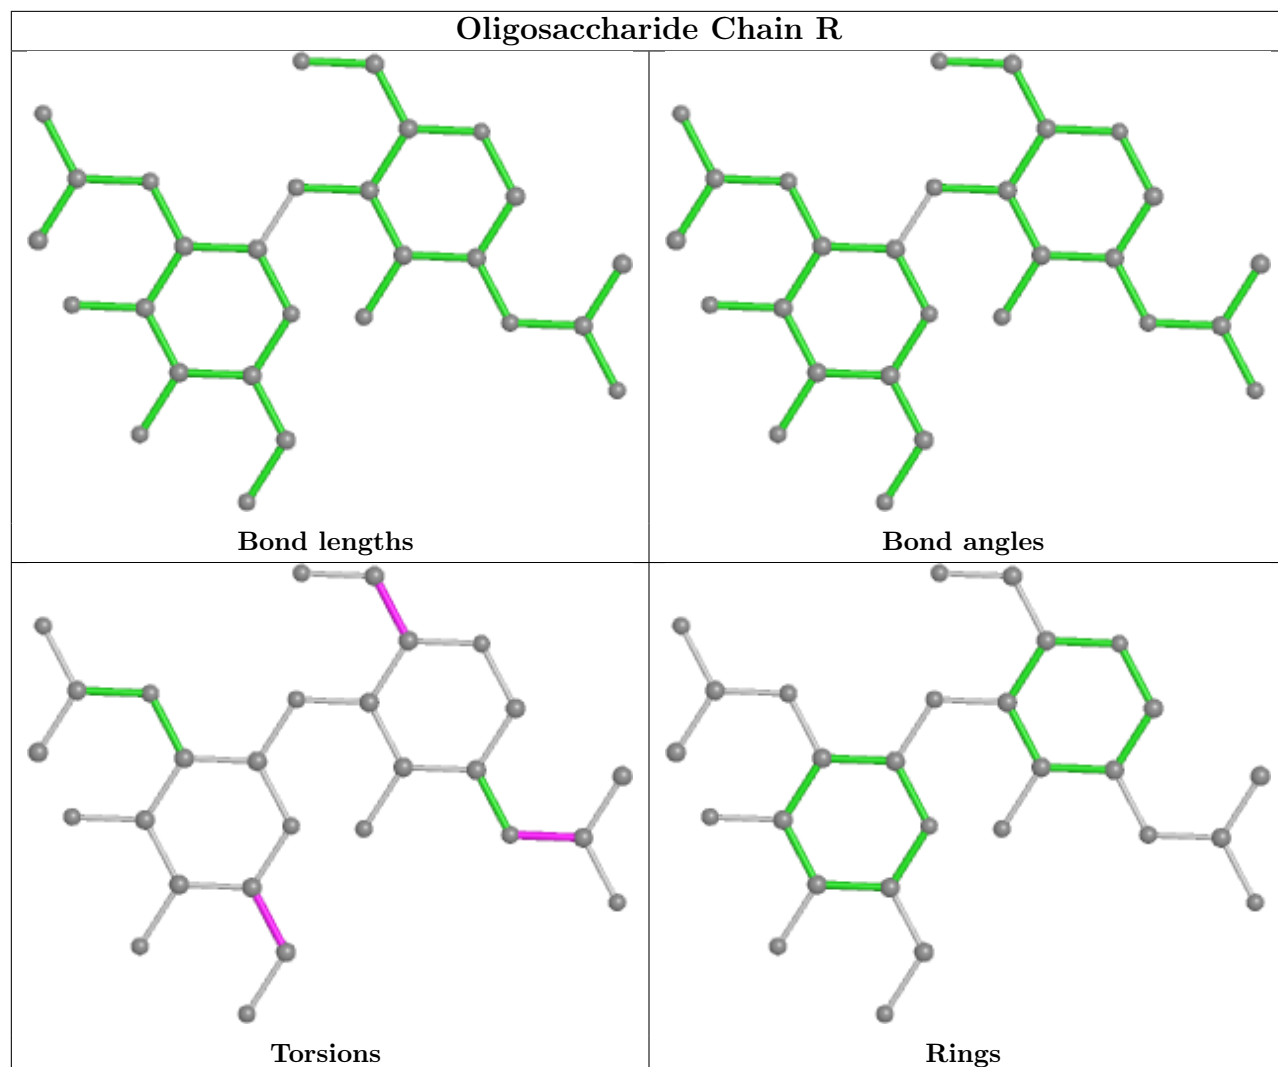 Oligosaccharide Chain R
Bond lengths
Bond angles
Torsions
Rings